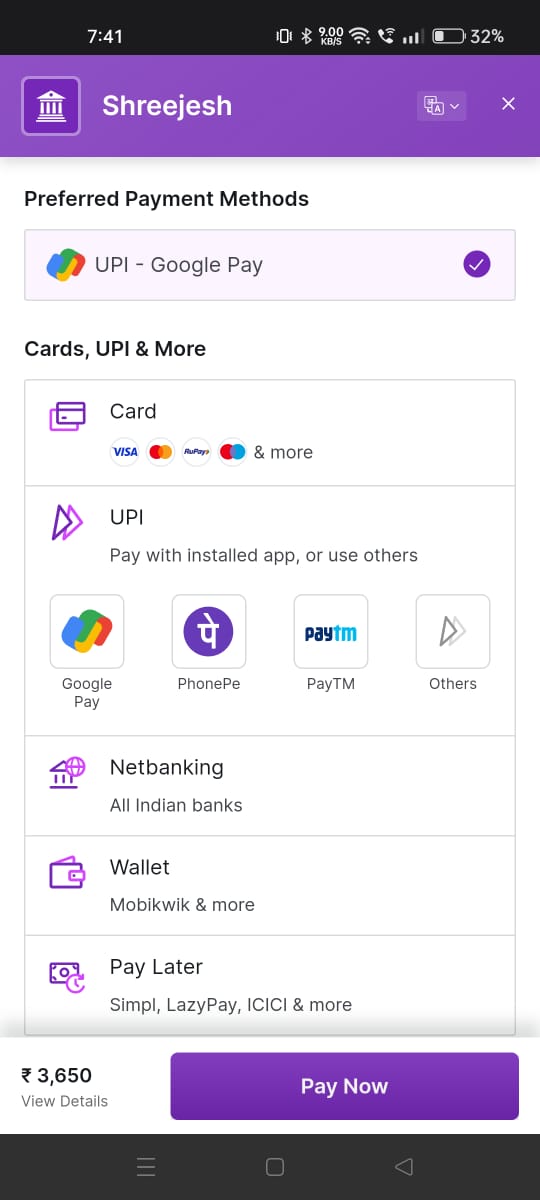 7:41
9.00
KB/S
32%
Shreejesh
Preferred Payment Methods
UPI - Google Pay
Cards, UPI & More
Card
VISA RuPay & more
UPI
Pay with installed app, or use others
पे
paytm
Google Pay
PhonePe
PayTM
Others
Netbanking
All Indian banks
Wallet
Mobikwik & more
Pay Later
Simpl, LazyPay, ICICI & more
₹ 3,650
View Details
Pay Now